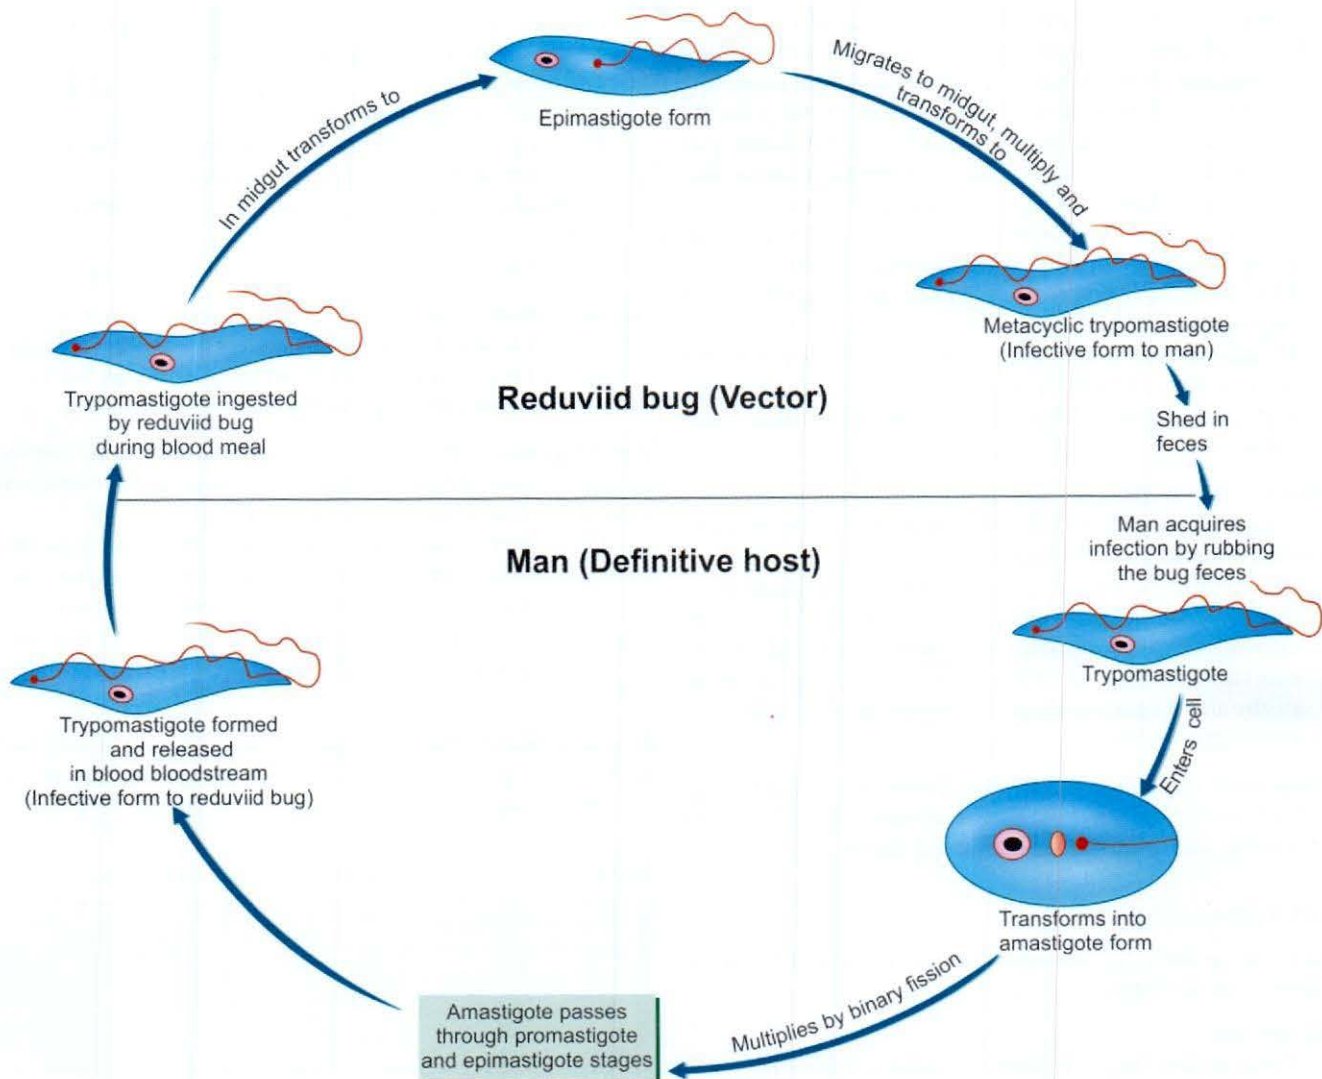 Epimastigote form
Migrates to midgut, multiply and
transforms to
In midgut transforms to
Metacyclic trypomastigote
(Infective form to man)
Trypomastigote ingested
by reduviid bug
during blood meal
Reduviid bug (Vector)
Shed in
feces
Man (Definitive host)
Man acquires
infection by rubbing
the bug feces
Trypomastigote
Enters cell
Trypomastigote formed
and released
in blood bloodstream
(Infective form to reduviid bug)
Transforms into
amastigote form
Multiplies by binary fission
Amastigote passes
through promastigote
and epimastigote stages